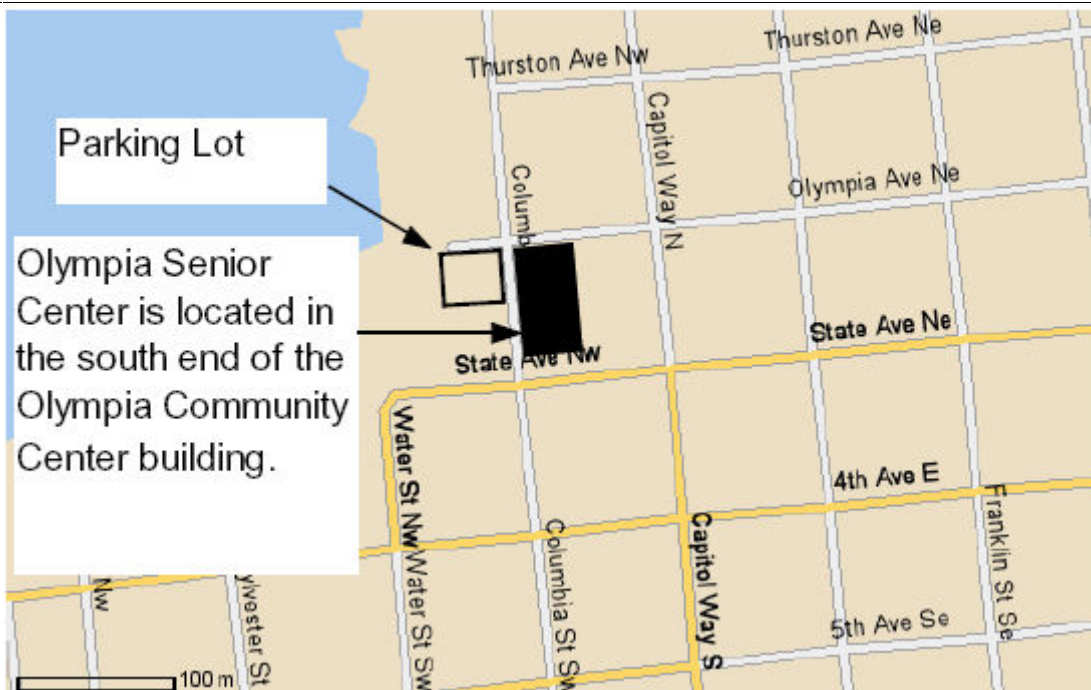 Thurston Ave Ne
Thurston Ave Nw
Parking Lot
Capitol Way N
Columb
Olympia Ave Ne
Olympia Senior
Center is located in
the south end of the
Olympia Community
Center building.
State Ave Ne
State Ave Nw
Water St Nw
4th Ave E
Franklin St Se
Capitol Way S
Columbia St Sw
Water St Sw
Nw
ylvester St
5th Ave Se
100 m